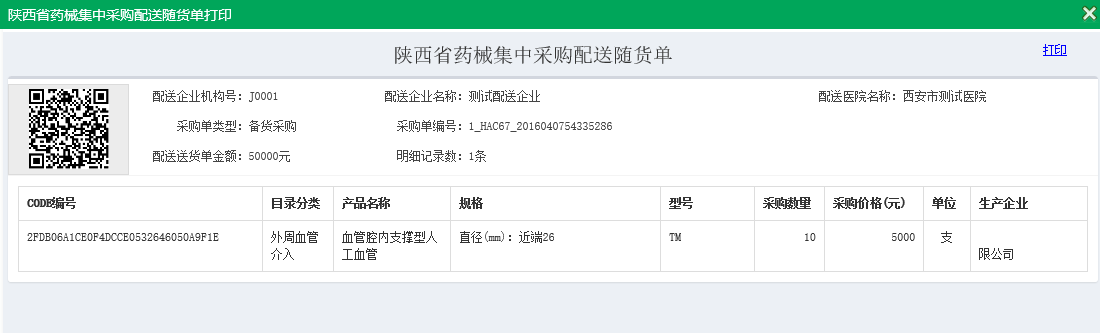 陕西省药械集中采购配送随货单打印
陕西省药械集中采购配送随货单
打印
配送企业机构号: J0001 配送企业名称: 测试配送企业 配送医院名称: 西安市测试医院
采购单类型: 备货采购 采购单编号: 1_HAC67_2016040754335286
配送送货单金额: 50000元 明细记录数: 1条
CODE编号 目录分类 产品名称 规格 型号 采购数量 采购价格(元) 单位 生产企业
2FDB06A1CE0F4DCCE0532646050A9F1E 外周血管 血管腔内支撑型人 直径(mm): 近端26 TM 10 5000 支
介入 工血管 限公司